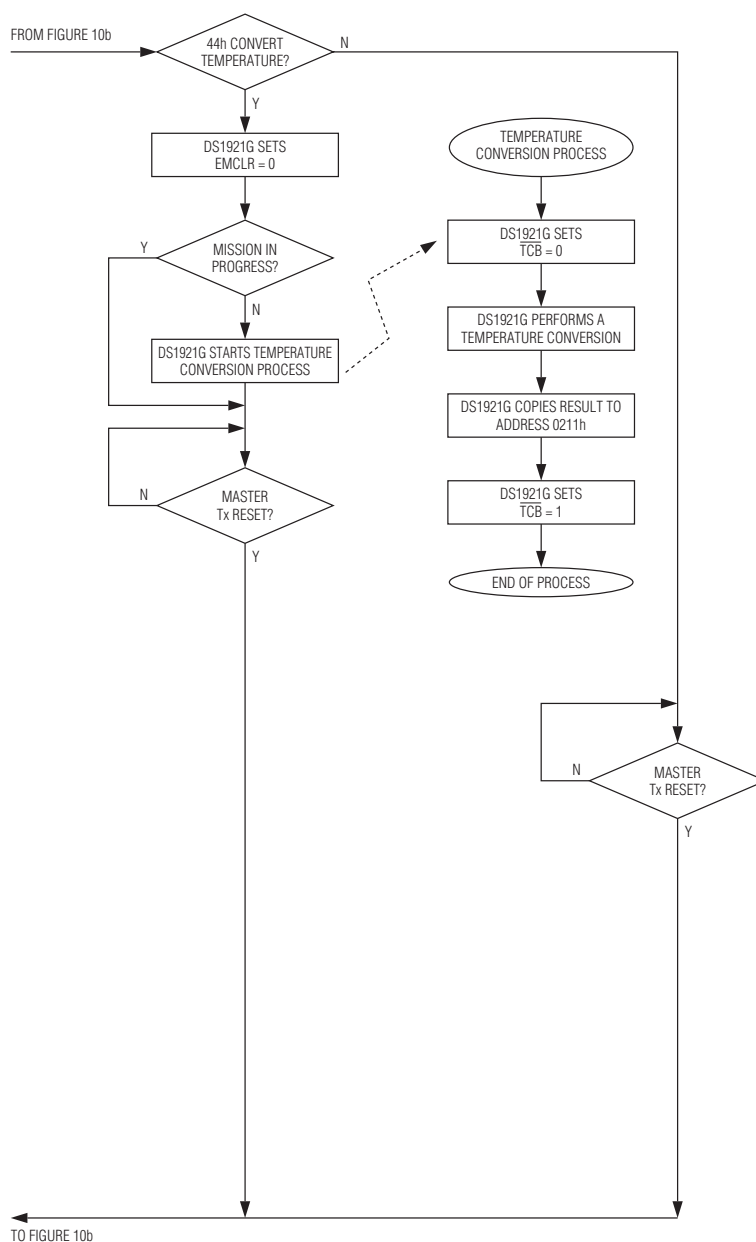 FROM FIGURE 10b
44h CONVERT
TEMPERATURE?
N
Y
DS1921G SETS
EMCLR = 0
MISSION IN
PROGRESS?
Y
N
DS1921G STARTS TEMPERATURE
CONVERSION PROCESS
MASTER
Tx RESET?
N
Y
TEMPERATURE
CONVERSION PROCESS
DS1921G SETS
T̅C̅B̅ = 0
DS1921G PERFORMS A
TEMPERATURE CONVERSION
DS1921G COPIES RESULT TO
ADDRESS 0211h
DS1921G SETS
T̅C̅B̅ = 1
END OF PROCESS
N
MASTER
Tx RESET?
Y
TO FIGURE 10b